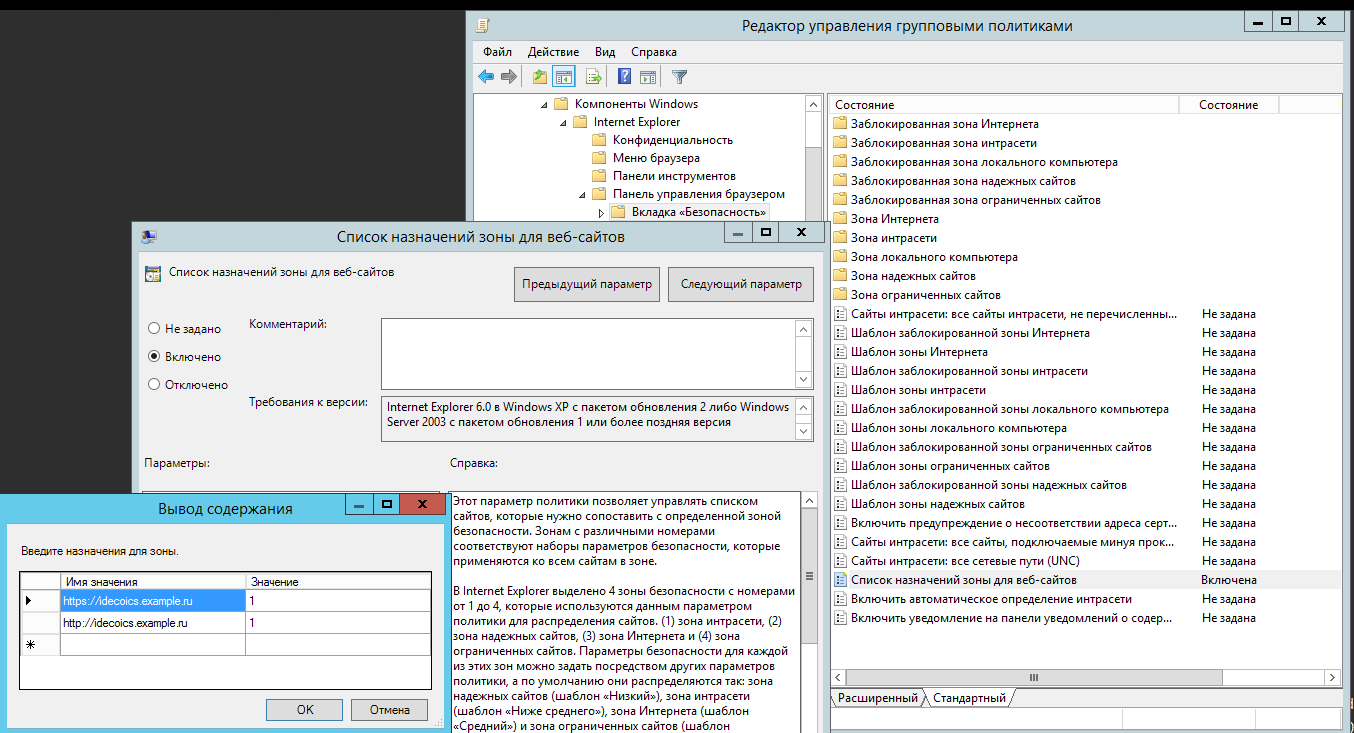 Редактор управления групповыми политиками
Файл Действие Вид Справка
Компоненты Windows
Internet Explorer
Конфиденциальность
Меню браузера
Панели инструментов
Панель управления браузером
Вкладка «Безопасность»
Состояние Состояние
Заблокированная зона Интернета
Заблокированная зона интрасети
Заблокированная зона локального компьютера
Заблокированная зона надежных сайтов
Заблокированная зона ограниченных сайтов
Зона Интернета
Зона интрасети
Зона локального компьютера
Зона надежных сайтов
Зона ограниченных сайтов
Сайты интрасети: все сайты интрасети, не перечисленны... Не задана
Шаблон заблокированной зоны Интернета Не задана
Шаблон зоны Интернета Не задана
Шаблон заблокированной зоны интрасети Не задана
Шаблон зоны интрасети Не задана
Шаблон заблокированной зоны локального компьютера Не задана
Шаблон зоны локального компьютера Не задана
Шаблон заблокированной зоны ограниченных сайтов Не задана
Шаблон зоны ограниченных сайтов Не задана
Шаблон заблокированной зоны надежных сайтов Не задана
Шаблон зоны надежных сайтов Не задана
Включить предупреждение о несоответствии адреса серт... Не задана
Сайты интрасети: все сайты, подключаемые минуя прок... Не задана
Сайты интрасети: все сетевые пути (UNC) Не задана
Список назначений зоны для веб-сайтов Включена
Включить автоматическое определение интрасети Не задана
Включить уведомление на панели уведомлений о содер... Не задана
Расширенный Стандартный
Список назначений зоны для веб-сайтов
Список назначений зоны для веб-сайтов
Предыдущий параметр Следующий параметр
Не задано
Включено
Отключено
Комментарий:
Требования к версии:
Internet Explorer 6.0 в Windows XP с пакетом обновления 2 либо Windows
Server 2003 с пакетом обновления 1 или более поздняя версия
Параметры: Справка:
Этот параметр политики позволяет управлять списком
сайтов, которые нужно сопоставить с определенной зоной
безопасности. Зонам с различными номерами
соответствуют наборы параметров безопасности, которые
применяются ко всем сайтам в зоне.
В Internet Explorer выделено 4 зоны безопасности с номерами
от 1 до 4, которые используются данным параметром
политики для распределения сайтов. (1) зона интрасети, (2)
зона надежных сайтов, (3) зона Интернета и (4) зона
ограниченных сайтов. Параметры безопасности для каждой
из этих зон можно задать посредством других параметров
политики, а по умолчанию они распределяются так: зона
надежных сайтов (шаблон «Низкий»), зона интрасети
(шаблон «Ниже среднего»), зона Интернета (шаблон
«Средний») и зона ограниченных сайтов (шаблон
Вывод содержания
Введите назначения для зоны.
Имя значения Значение
https://idecoics.example.ru 1
http://idecoics.example.ru 1
OK Отмена